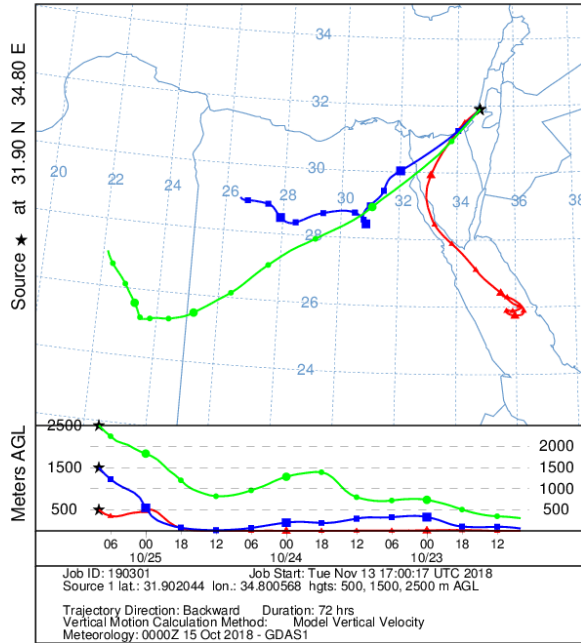 34
32
30
28
26
24
20
22
24
26
28
30
32
34
36
Source ★ at 31.90 N 34.80 E
Meters AGL
2500
1500
500
2000
1500
1000
500
06 00 18 12 06 00 18 12 06 00 18 12
10/25 10/24 10/23
Job ID: 190301 Job Start: Tue Nov 13 17:00:17 UTC 2018
Source 1 lat.: 31.902044 lon.: 34.800568 hgts: 500, 1500, 2500 m AGL
Trajectory Direction: Backward Duration: 72 hrs
Vertical Motion Calculation Method: Model Vertical Velocity
Meteorology: 0000Z 15 Oct 2018 - GDAS1